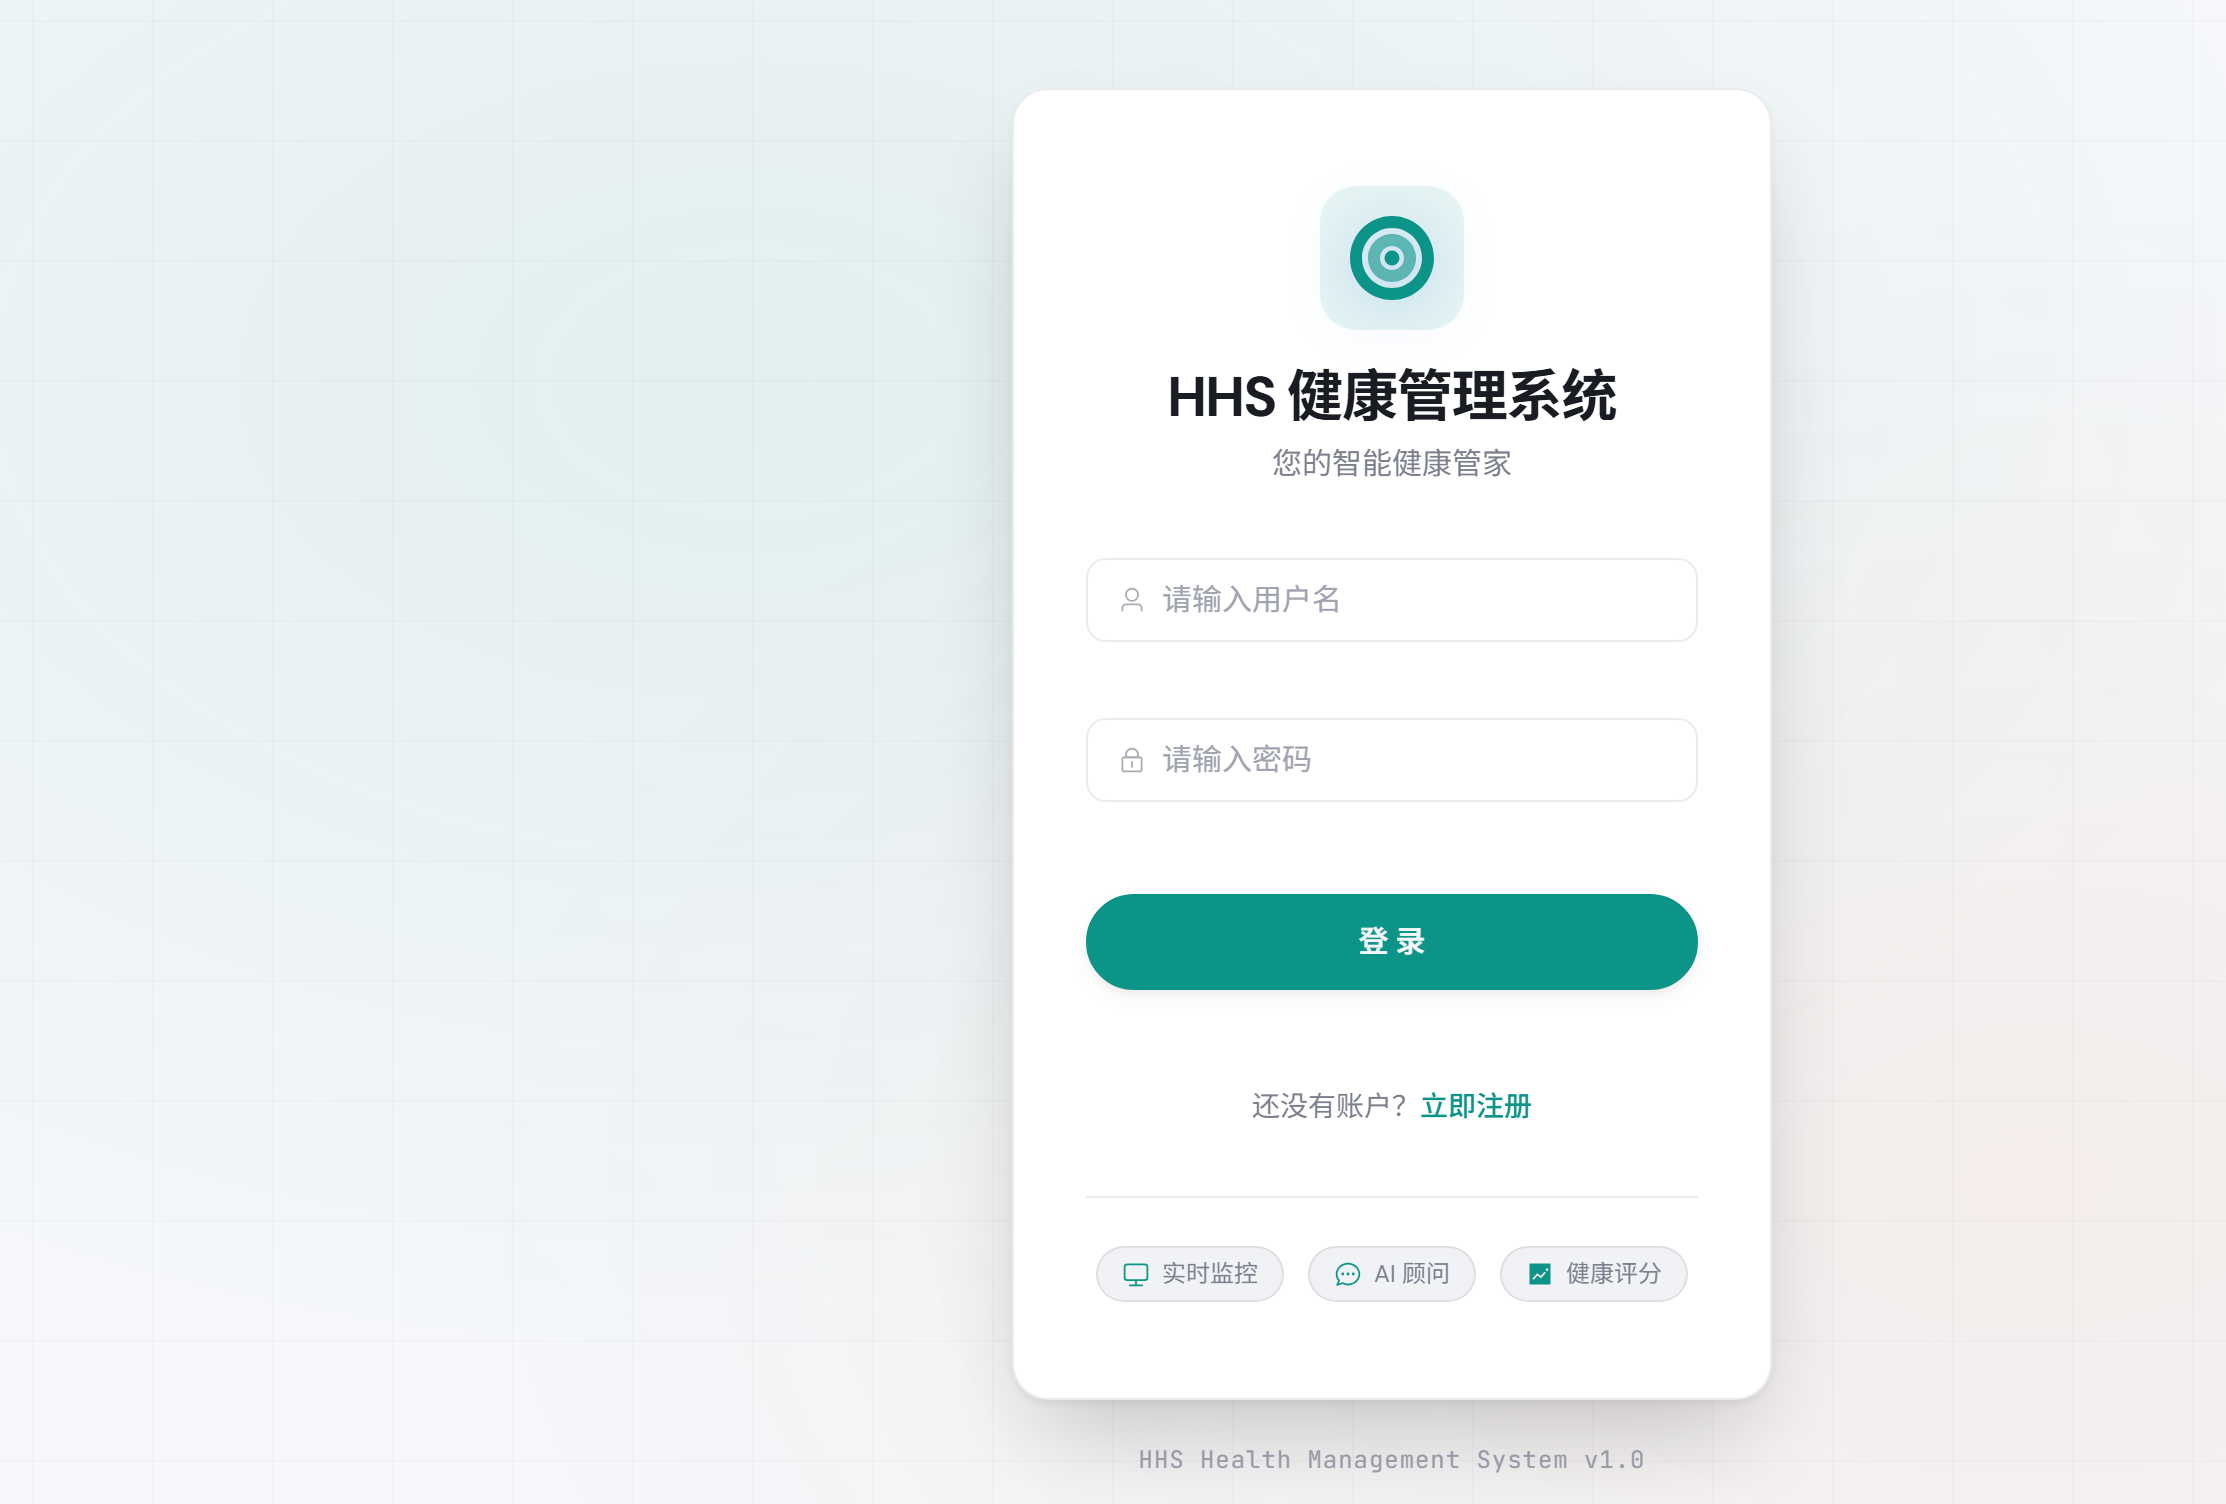 HHS 健康管理系统
您的智能健康管家
请输入用户名
请输入密码
登 录
还没有账户？立即注册
实时监控
AI 顾问
健康评分
HHS Health Management System v1.0